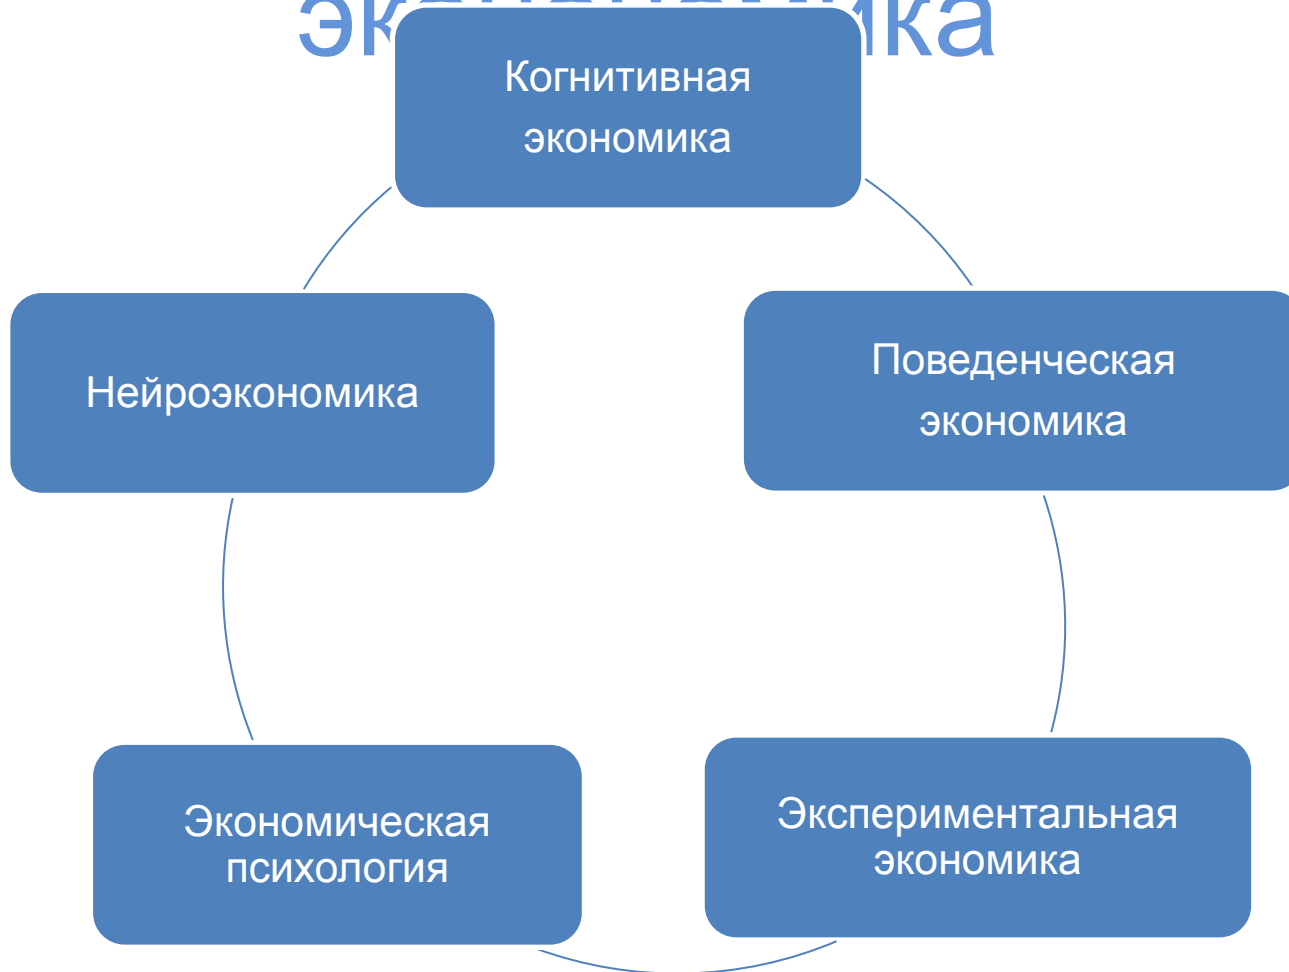 Когнитивная
экономика
Нейроэкономика
Поведенческая
экономика
Экономическая
психология
Экспериментальная
экономика